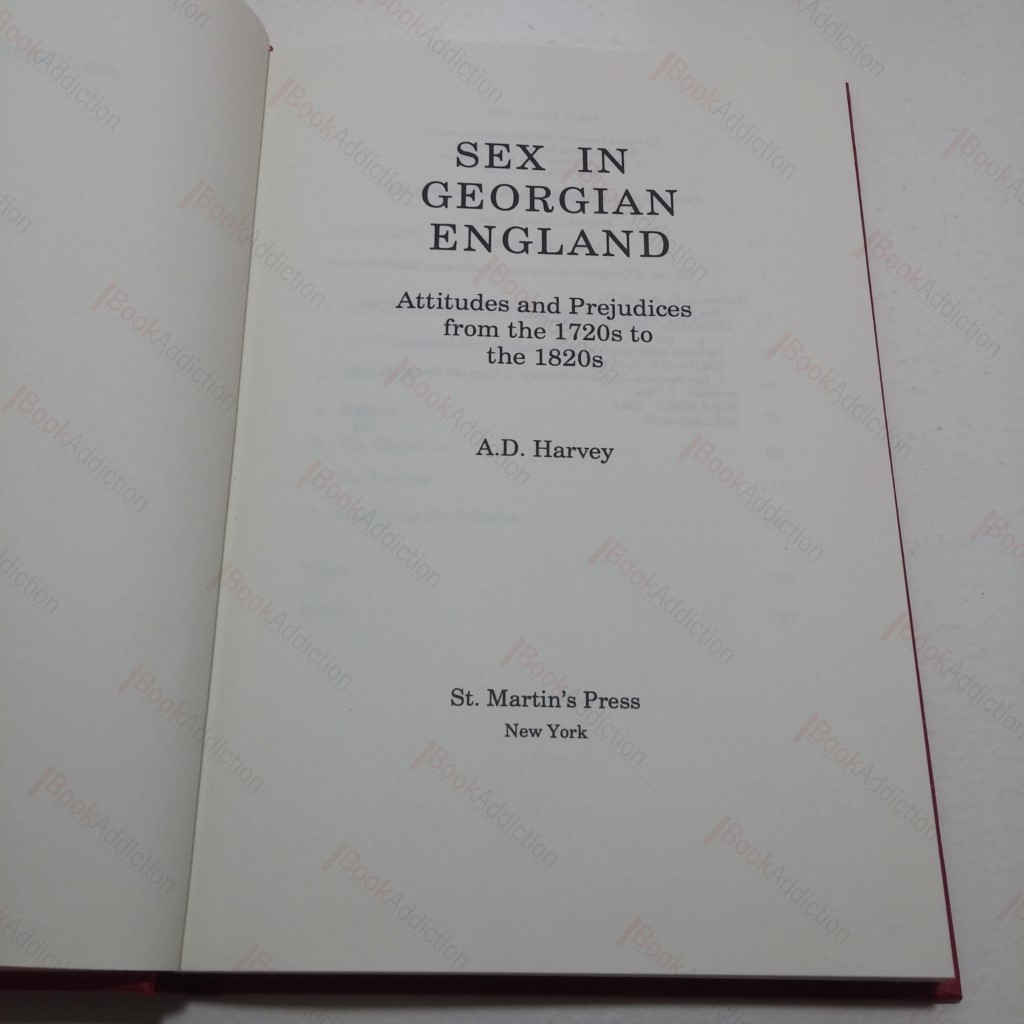 SEX IN
GEORGIAN
ENGLAND
Attitudes and Prejudices
from the 1720s to
the 1820s
A.D. Harvey
St. Martin's Press
New York
BookAddiction